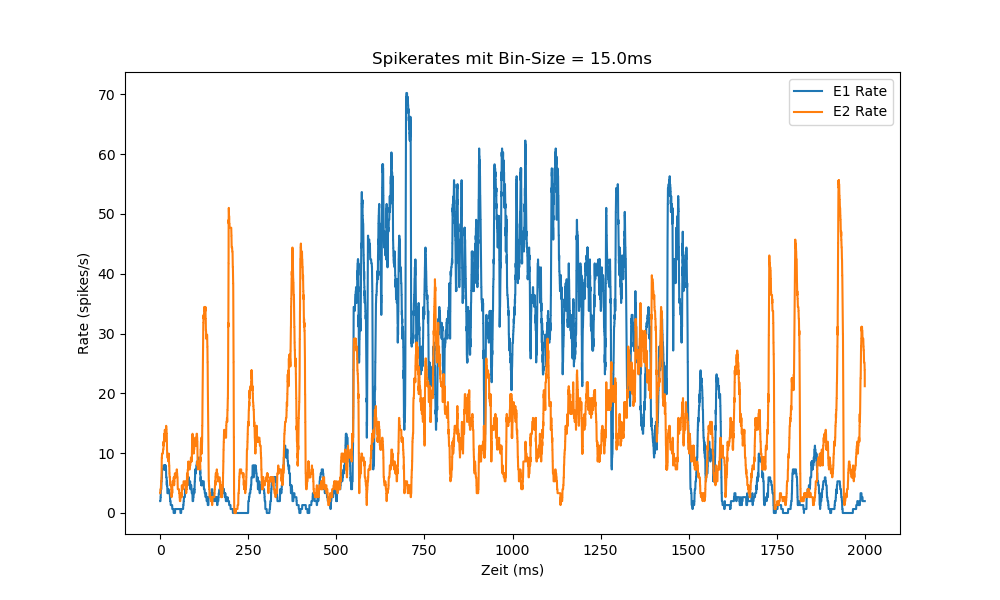 Spikerates mit Bin-Size = 15.0ms
E1 Rate
E2 Rate
Rate (spikes/s)
70
60
50
40
30
20
10
0
0 250 500 750 1000 1250 1500 1750 2000
Zeit (ms)